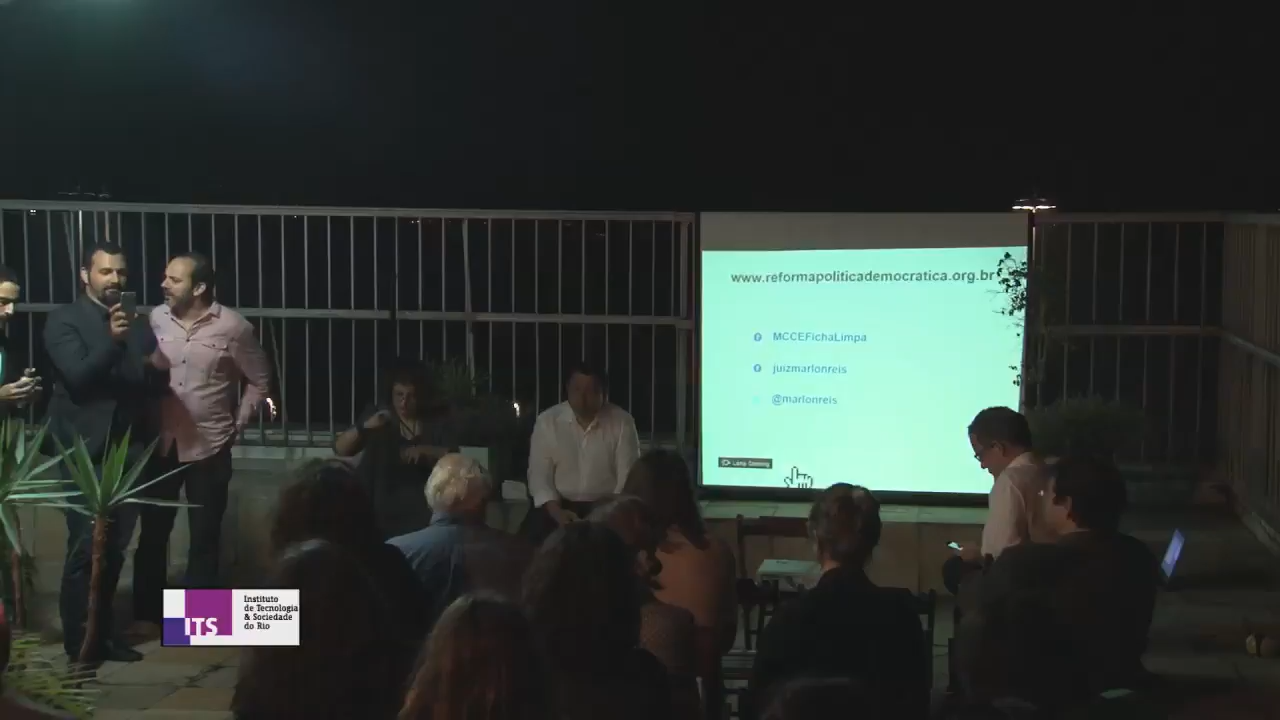 www.reformapoliticademocratica.org.br
MCCEFichaLimpa
juizmarlonreis
@marlonreis
Instituto
de Tecnologia
& Sociedade
do Rio
ITS